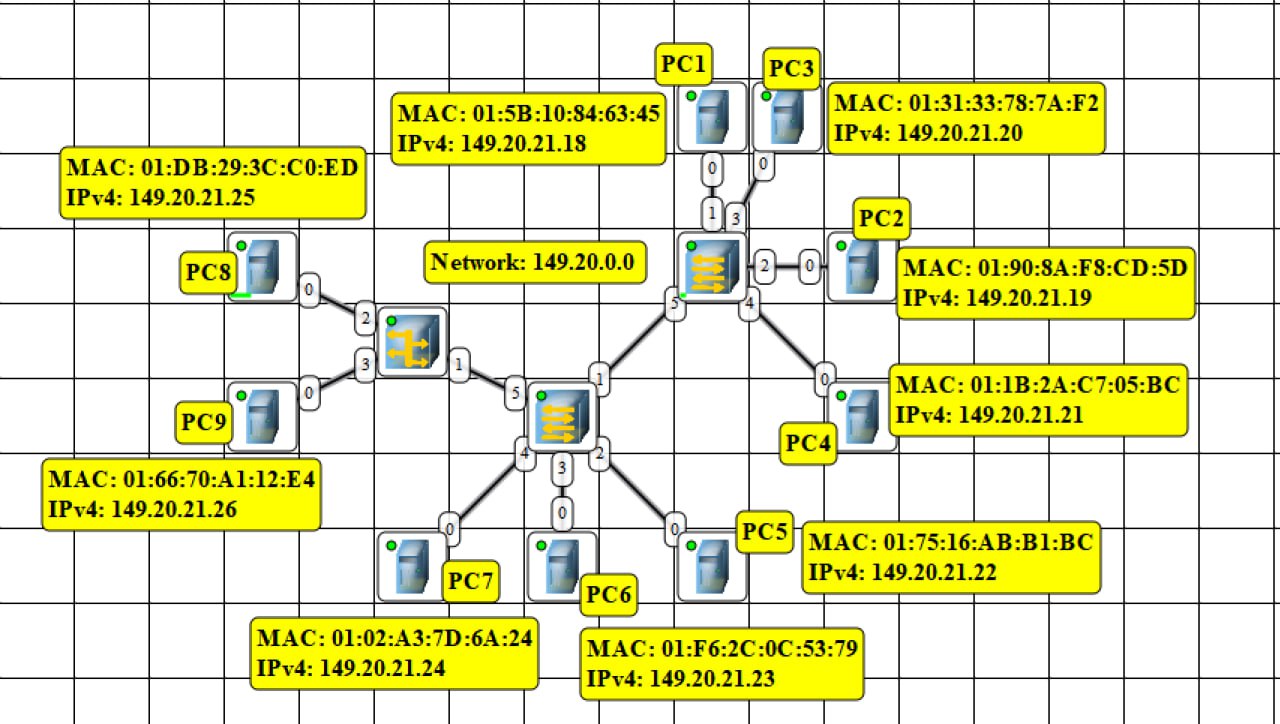 PC1
PC3
MAC: 01:5B:10:84:63:45
IPv4: 149.20.21.18
MAC: 01:31:33:78:7A:F2
IPv4: 149.20.21.20
MAC: 01:DB:29:3C:C0:ED
IPv4: 149.20.21.25
0
0
1
3
PC2
PC8
Network: 149.20.0.0
2
0
MAC: 01:90:8A:F8:CD:5D
IPv4: 149.20.21.19
0
2
5
4
3
1
0
5
1
0
MAC: 01:1B:2A:C7:05:BC
IPv4: 149.20.21.21
PC9
PC4
4
3
2
MAC: 01:66:70:A1:12:E4
IPv4: 149.20.21.26
0
0
0
PC5
MAC: 01:75:16:AB:B1:BC
IPv4: 149.20.21.22
PC7
PC6
MAC: 01:02:A3:7D:6A:24
IPv4: 149.20.21.24
MAC: 01:F6:2C:0C:53:79
IPv4: 149.20.21.23